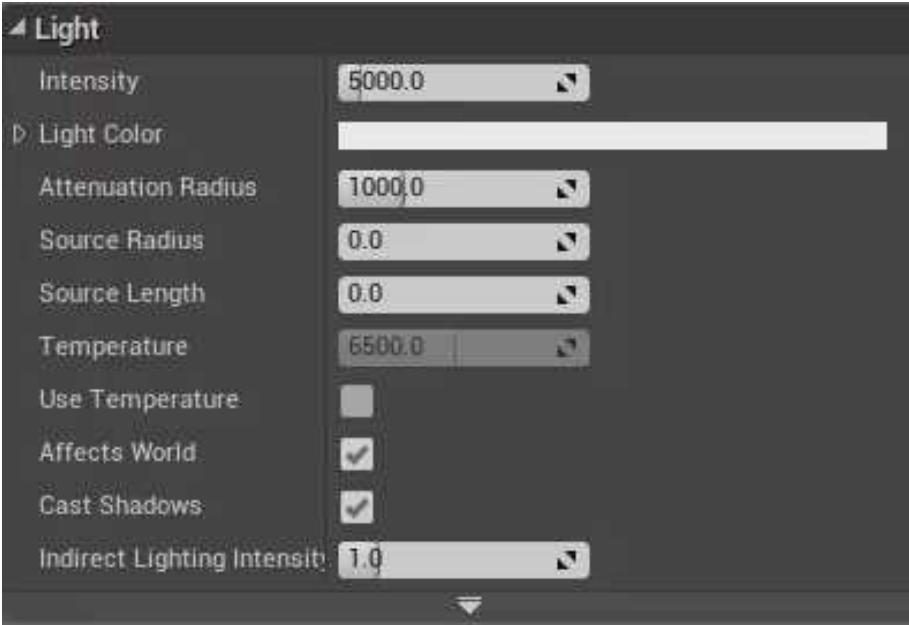 Light
Intensity 5000.0
Light Color
Attenuation Radius 1000.0
Source Radius 0.0
Source Length 0.0
Temperature 6500.0
Use Temperature
Affects World
Cast Shadows
Indirect Lighting Intensit 1.0